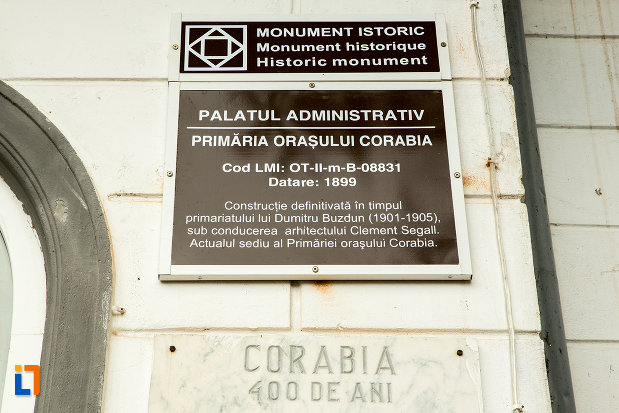 MONUMENT ISTORIC
Monument historique
Historic monument
PALATUL ADMINISTRATIV
PRIMĂRIA ORAŞULUI CORABIA
Cod LMI: OT-II-m-B-08831
Datare: 1899
Construcţie definitivată în timpul
primariatului lui Dumitru Buzdun (1901-1905),
sub conducerea arhitectului Clement Segall.
Actualul sediu al Primăriei oraşului Corabia.
CORABIA
400 DE ANI